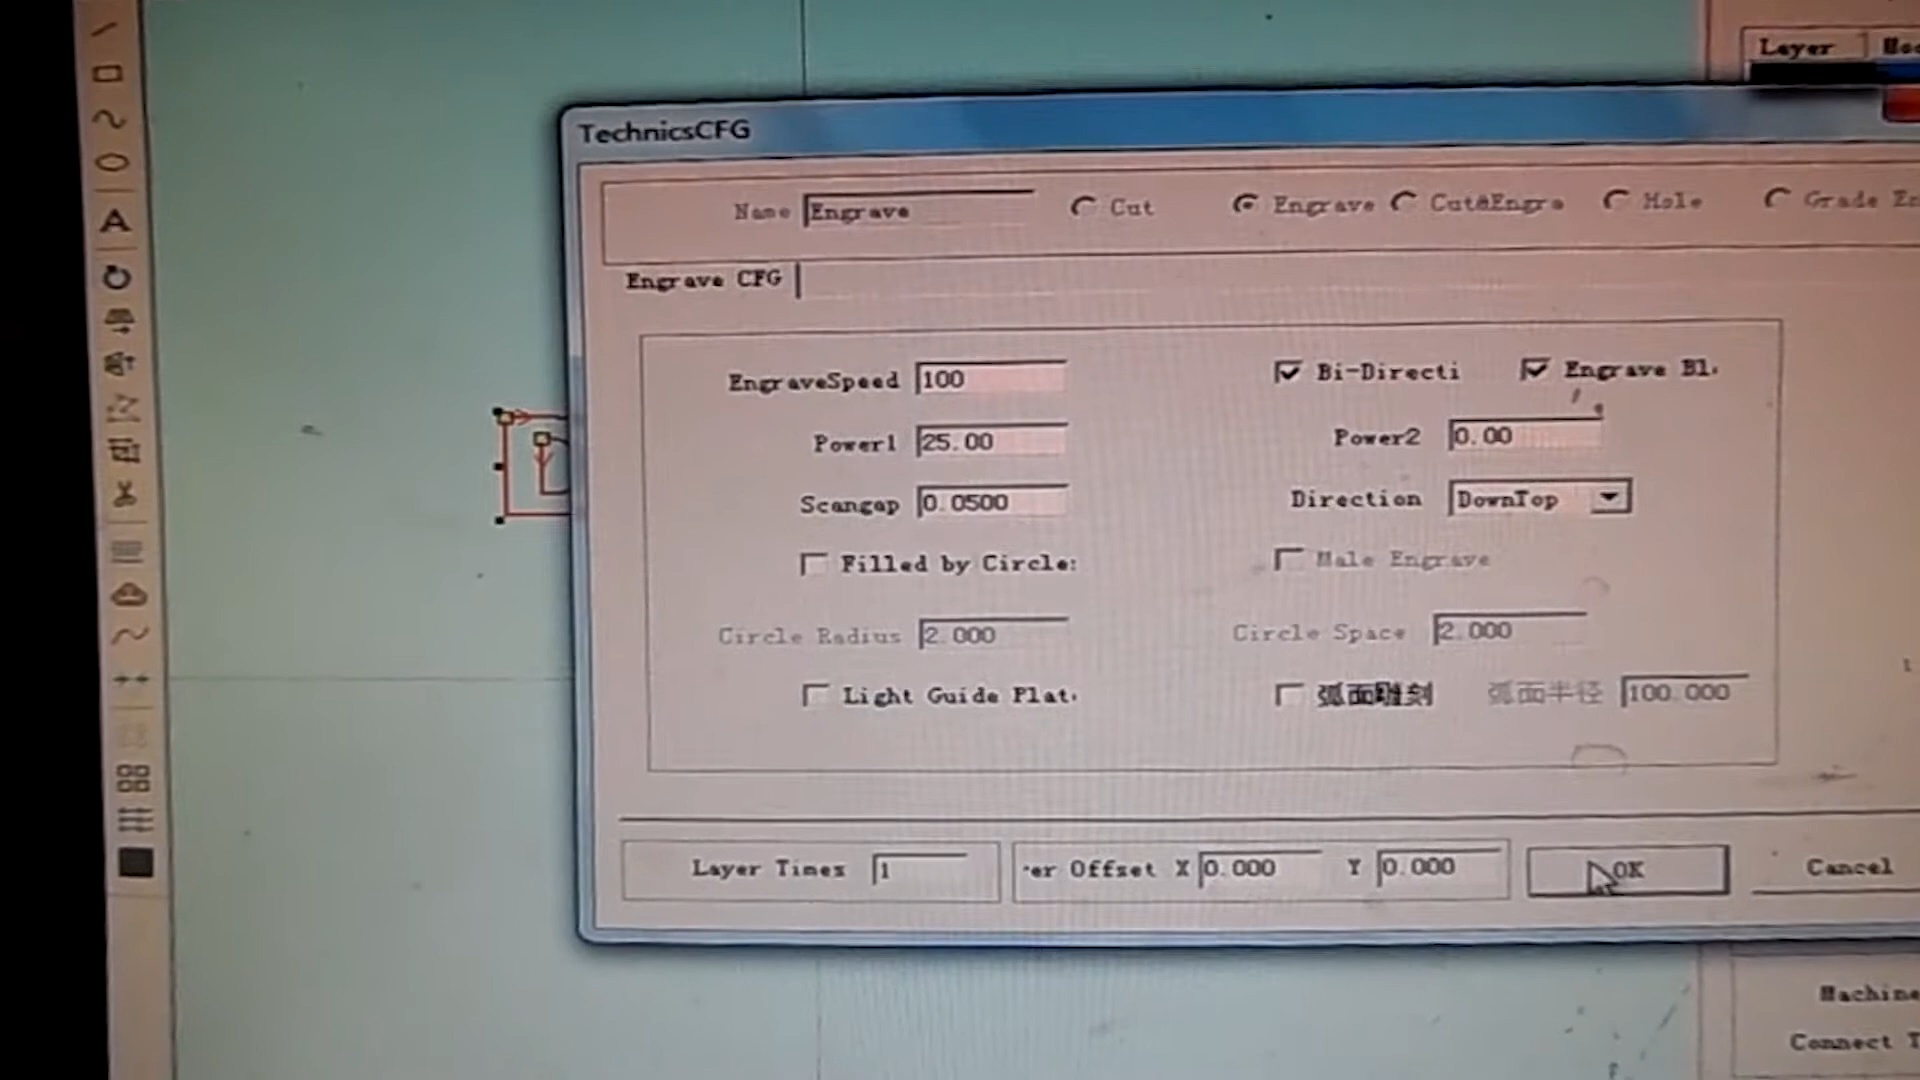 Layer
TechnicsCFG
Name Engrave Cut Engrave Cut&Engra Hole Grade
Engrave CFG
EngraveSpeed 100 Bi-Directi Engrave Bl
Power1 25.00 Power2 0.00
Scangap 0.0500 Direction DownTop
Filled by Circle: Male Engrave
Circle Radius 2.000 Circle Space 2.000
Light Guide Plat 弧面雕刻 弧面半径 100.000
Layer Times 1 er Offset X 0.000 Y 0.000 OK Cancel
Machine
Connect T
A